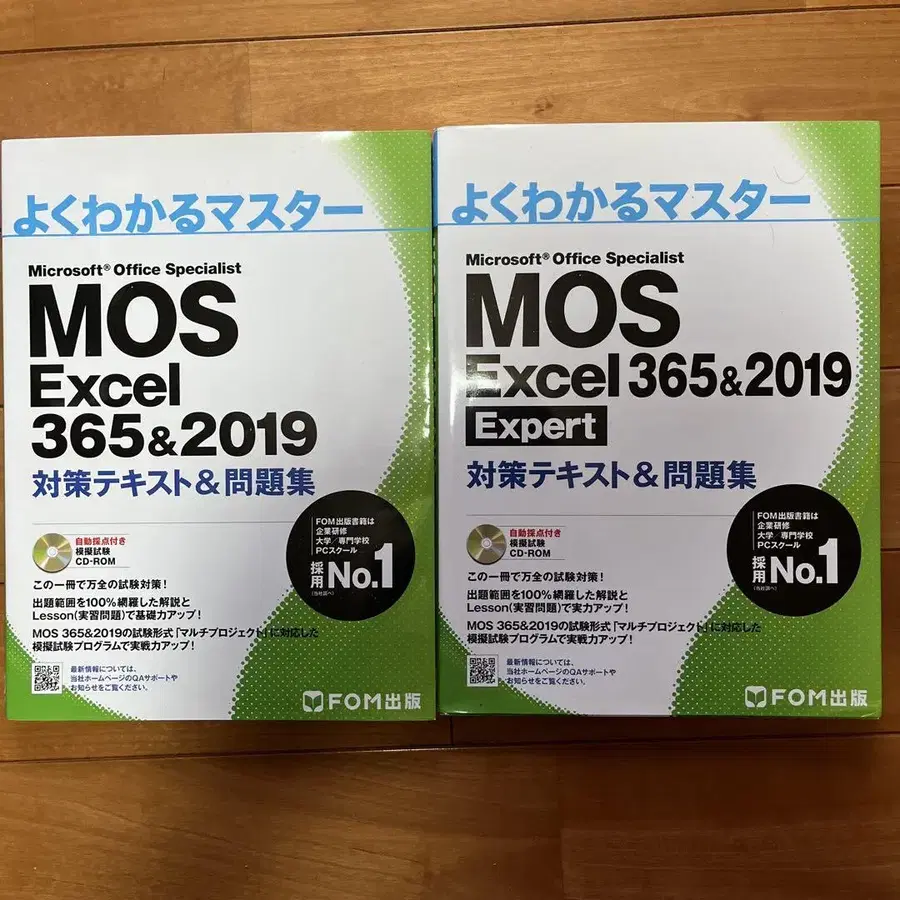 よくわかるマスター
Microsoft® Office Specialist
MOS
Excel
365&2019
対策テキスト&問題集
自動採点付き
模擬試験
CD-ROM
FOM出版書籍は
企業研修
大学/専門学校
PCスクール
採用No.1
(当社調べ)
この一冊で万全の試験対策！
出題範囲を100%網羅した解説と
Lesson(実習問題)で基礎力アップ！
MOS 365&2019の試験形式「マルチプロジェクト」に対応した
模擬試験プログラムで実戦力アップ！
最新情報については、
当社ホームページのQAサポートや
お知らせをご覧ください。
FOM出版
よくわかるマスター
Microsoft® Office Specialist
MOS
Excel 365&2019
Expert
対策テキスト&問題集
自動採点付き
模擬試験
CD-ROM
FOM出版書籍は
企業研修
大学/専門学校
PCスクール
採用No.1
(当社調べ)
この一冊で万全の試験対策！
出題範囲を100%網羅した解説と
Lesson(実習問題)で実力アップ！
MOS 365&2019の試験形式「マルチプロジェクト」に対応した
模擬試験プログラムで実戦力アップ！
最新情報については、
当社ホームページのQAサポートや
お知らせをご覧ください。
FOM出版